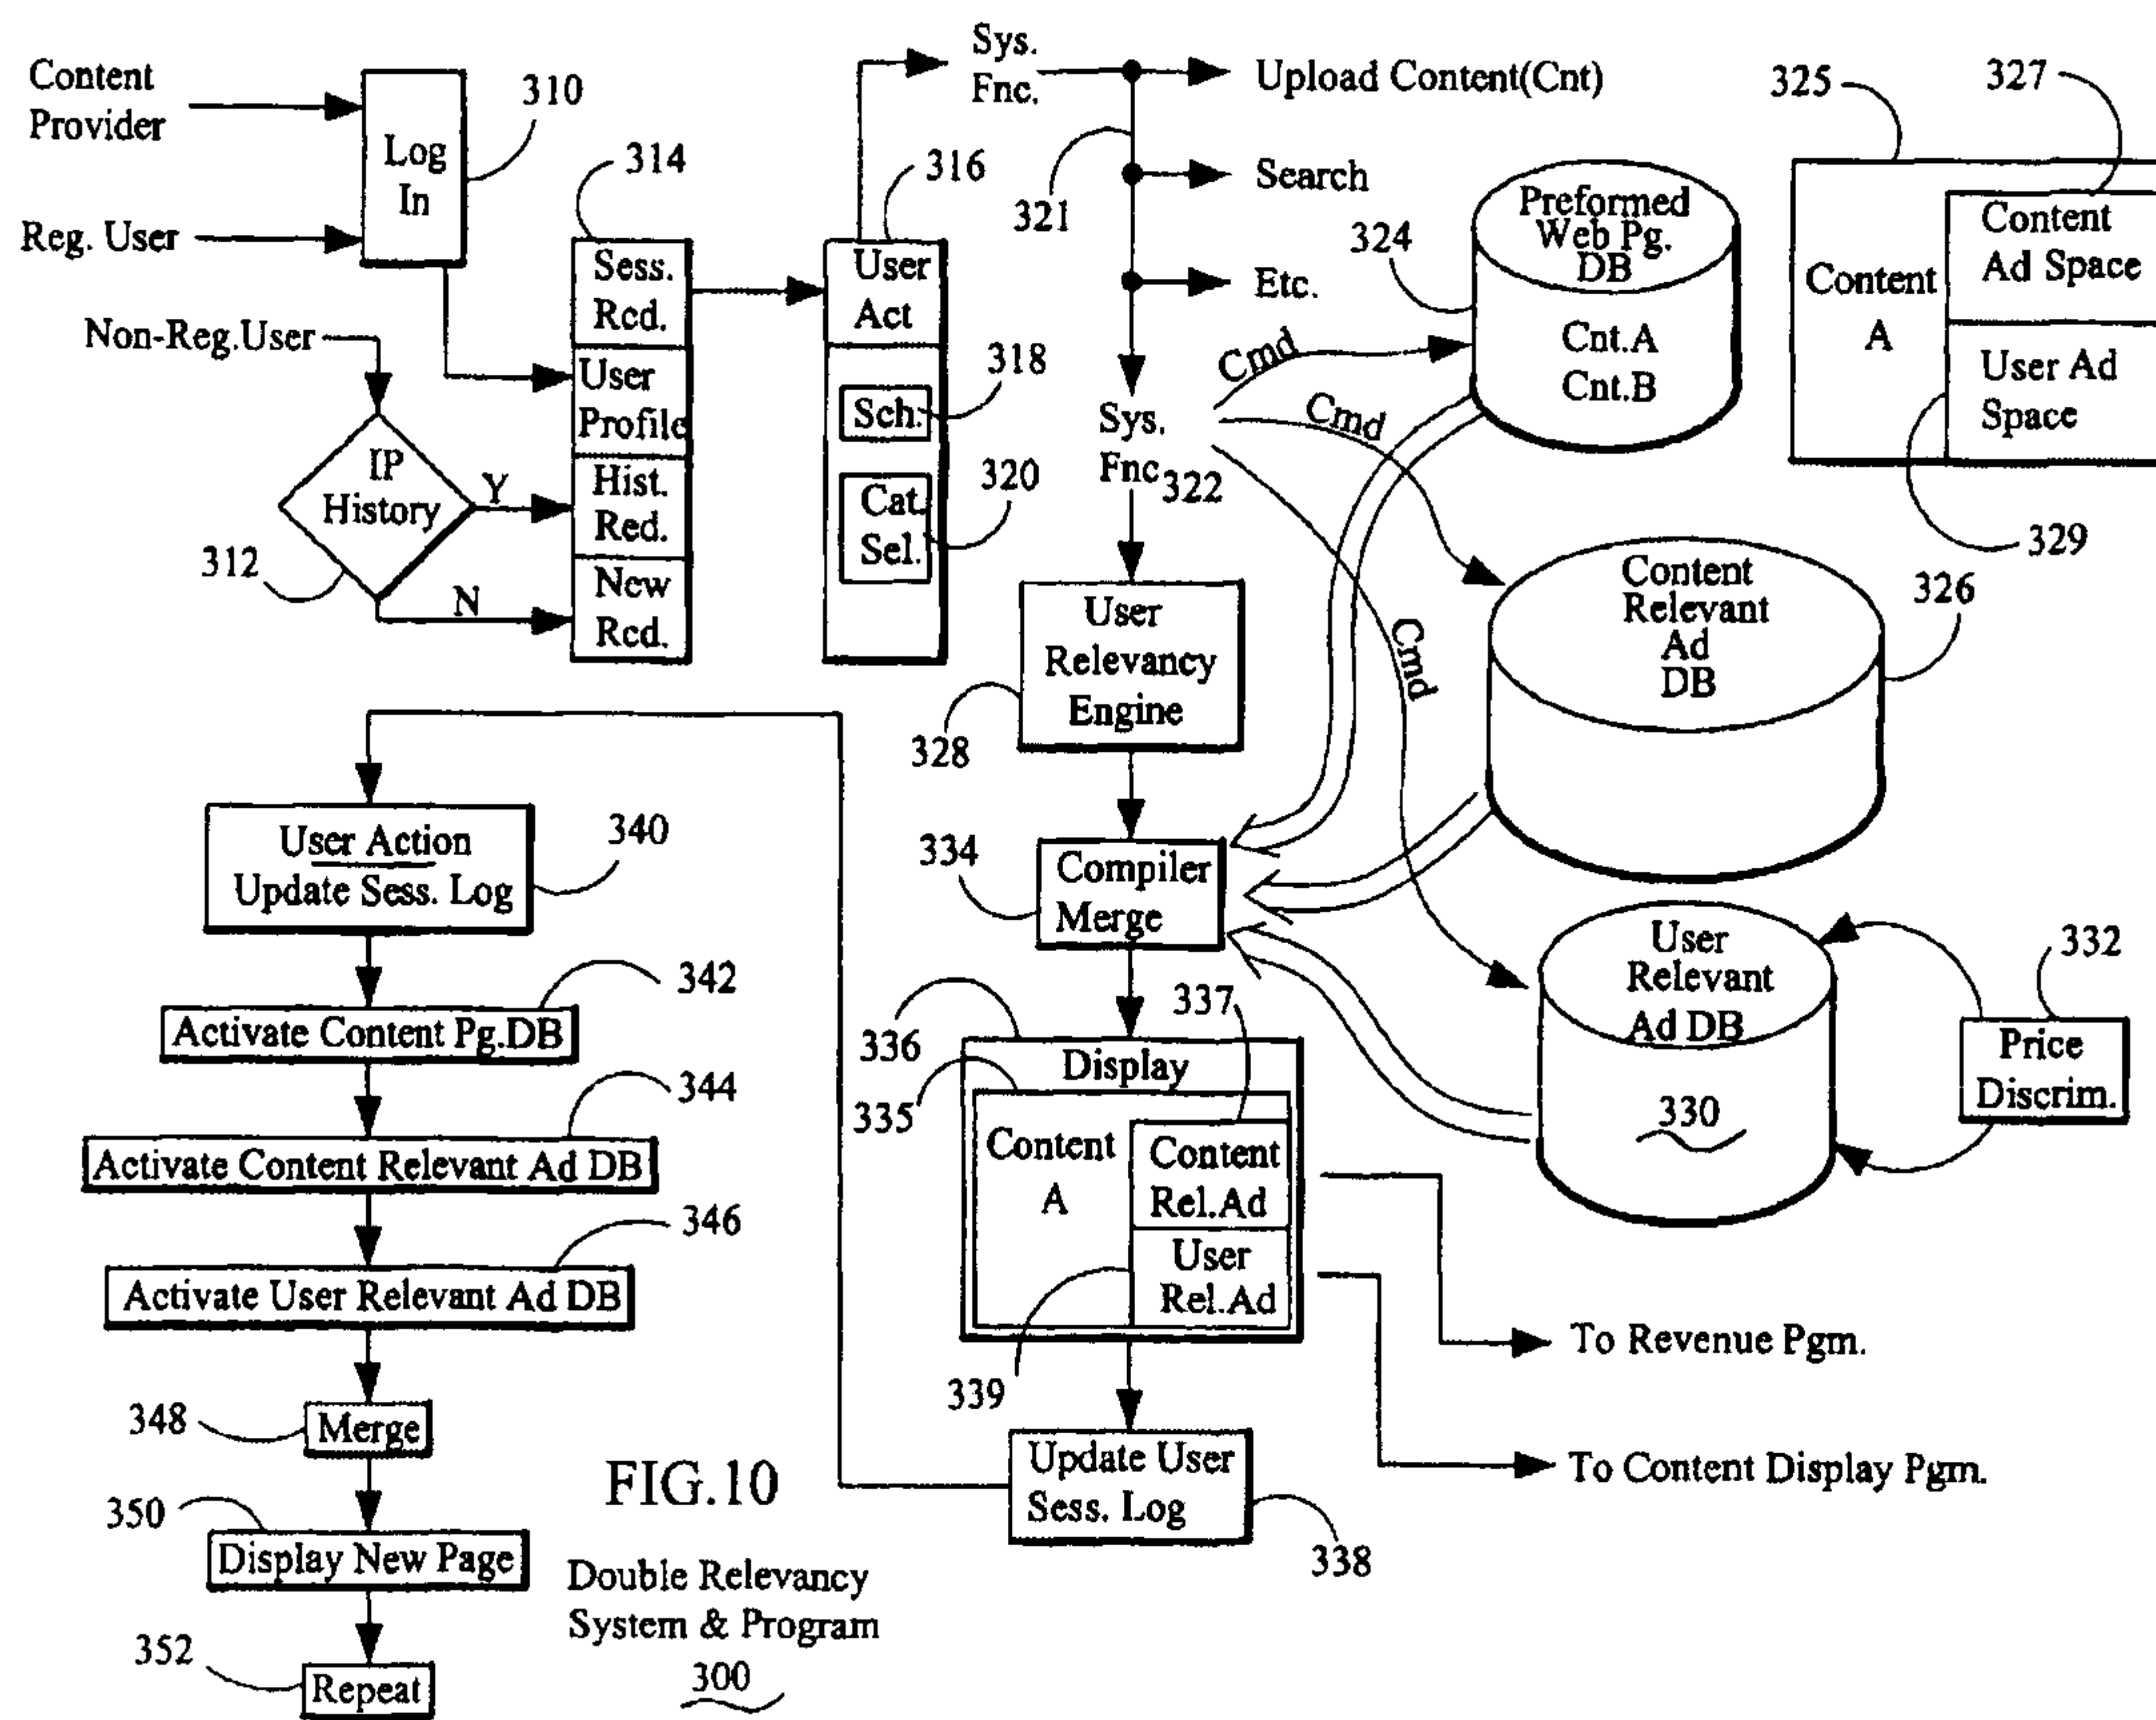 Content
Provider
Log
In
310
Reg. User
Non-Reg.User
IP
History
312
Y
N
314
Sess.
Rcd.
User
Profile
Hist.
Red.
New
Rcd.
316
User
Act
318
Sch.
320
Cat.
Sel.
Sys.
Fnc.
321
Upload Content(Cnt)
Search
Etc.
Sys.
Fnc.
322
Cmd
Cmd
Cmd
324
Preformed
Web Pg.
DB
Cnt.A
Cnt.B
325
327
Content
A
Content
Ad Space
User Ad
Space
329
Content
Relevant
Ad
DB
326
User
Relevancy
Engine
328
334
Compiler
Merge
User
Relevant
Ad DB
330
332
Price
Discrim.
336
335
337
Display
Content
A
Content
Rel.Ad
User
Rel.Ad
339
To Revenue Pgm.
To Content Display Pgm.
Update User
Sess. Log
338
User Action
Update Sess. Log
340
342
Activate Content Pg.DB
344
Activate Content Relevant Ad DB
346
Activate User Relevant Ad DB
348
Merge
350
Display New Page
352
Repeat
FIG.10
Double Relevancy
System & Program
300